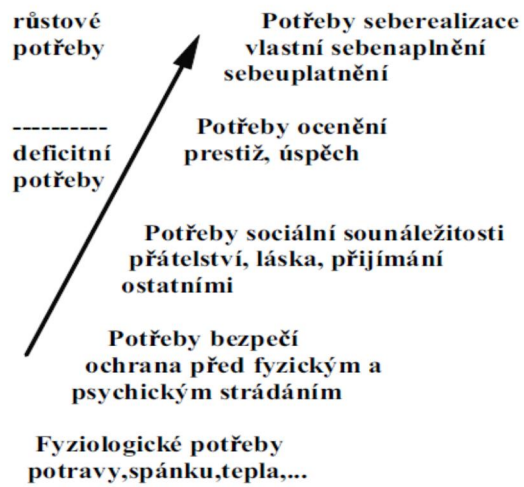 růstové
potřeby
Potřeby seberealizace
vlastní sebenaplnění
sebeuplatnění
----------
deficitní
potřeby
Potřeby ocenění
prestiž, úspěch
Potřeby sociální sounáležitosti
přátelství, láska, přijímání
ostatními
Potřeby bezpečí
ochrana před fyzickým a
psychickým strádáním
Fyziologické potřeby
potravy,spánku,tepla,...